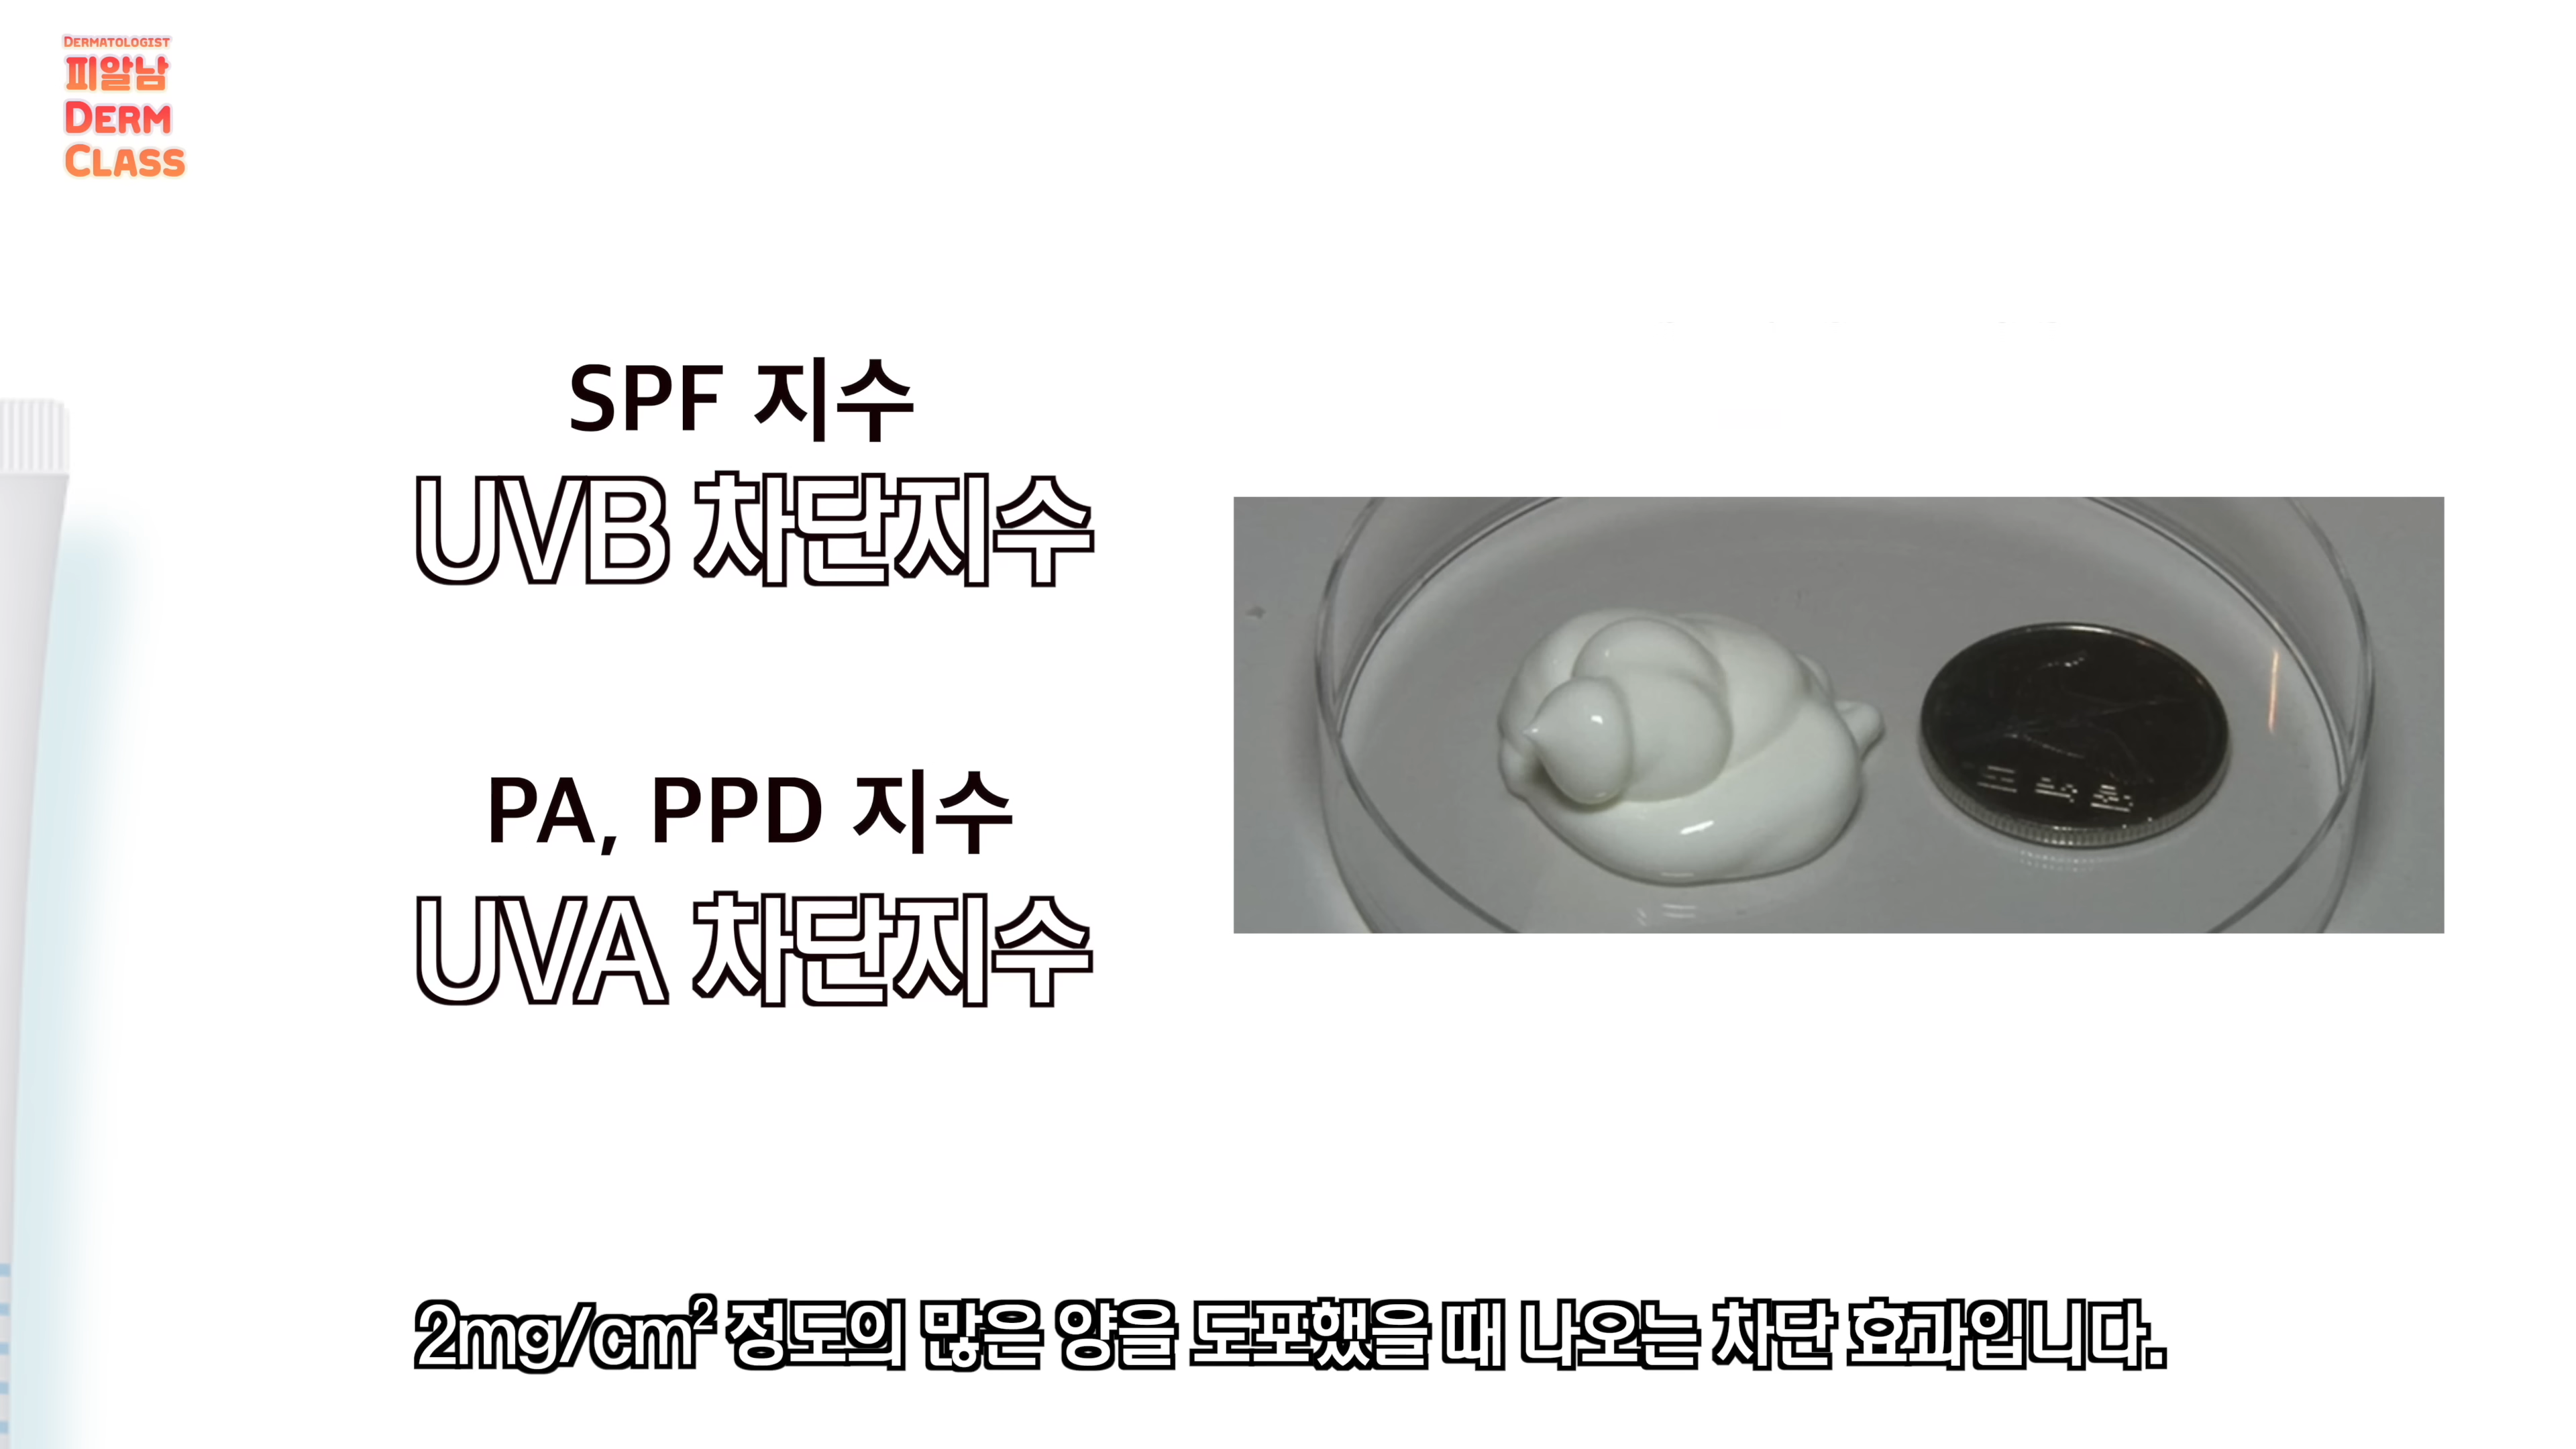 DERMATOLOGIST
피알남
DERM
CLASS
SPF 지수
UVB 차단지수
PA, PPD 지수
UVA 차단지수
2mg/cm² 정도의 많은 양을 도포했을 때 나오는 차단 효과입니다.